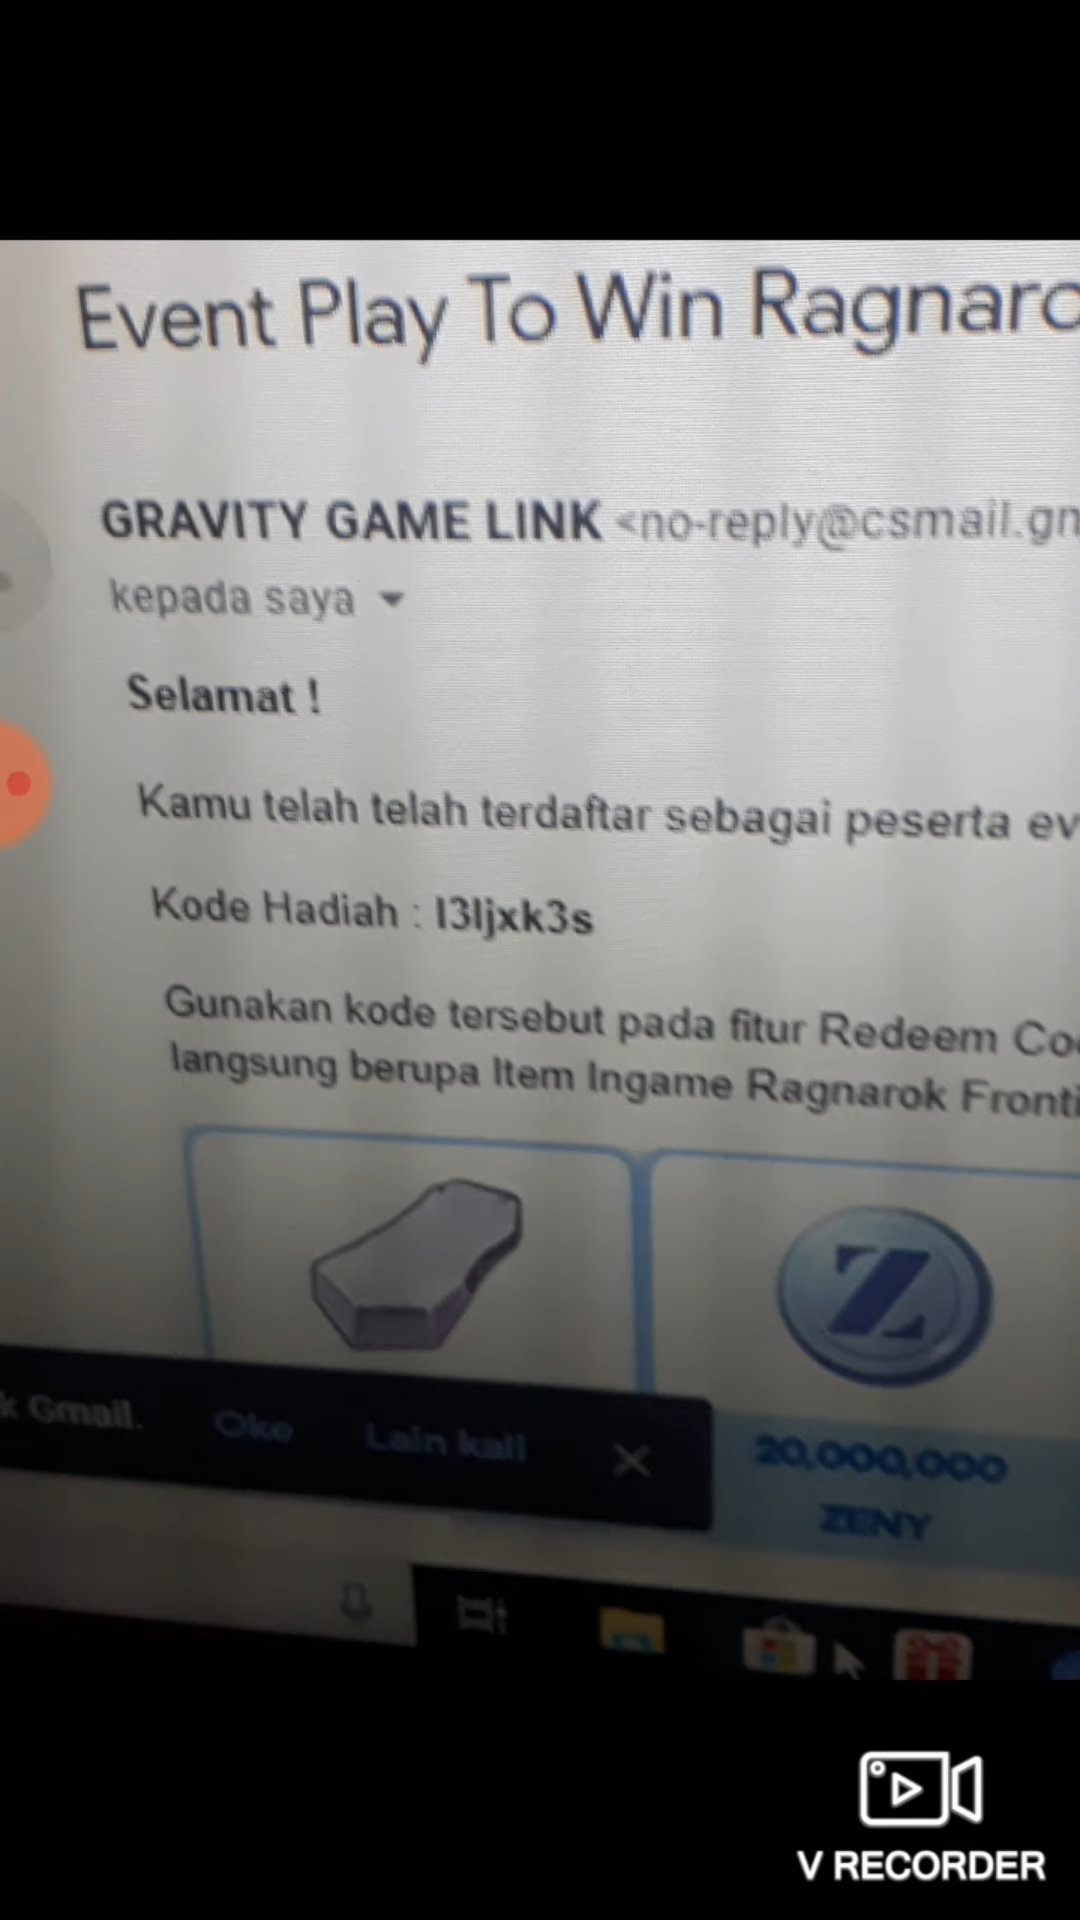 Event Play To Win Ragnaro
GRAVITY GAME LINK <no-reply@csmail.gn
kepada saya
Selamat !
Kamu telah telah terdaftar sebagai peserta ev
Kode Hadiah : l3ljxk3s
Gunakan kode tersebut pada fitur Redeem Co
langsung berupa Item Ingame Ragnarok Fronti
k Gmail.
Oke
Lain kali
20,000,000
ZENY
V RECORDER